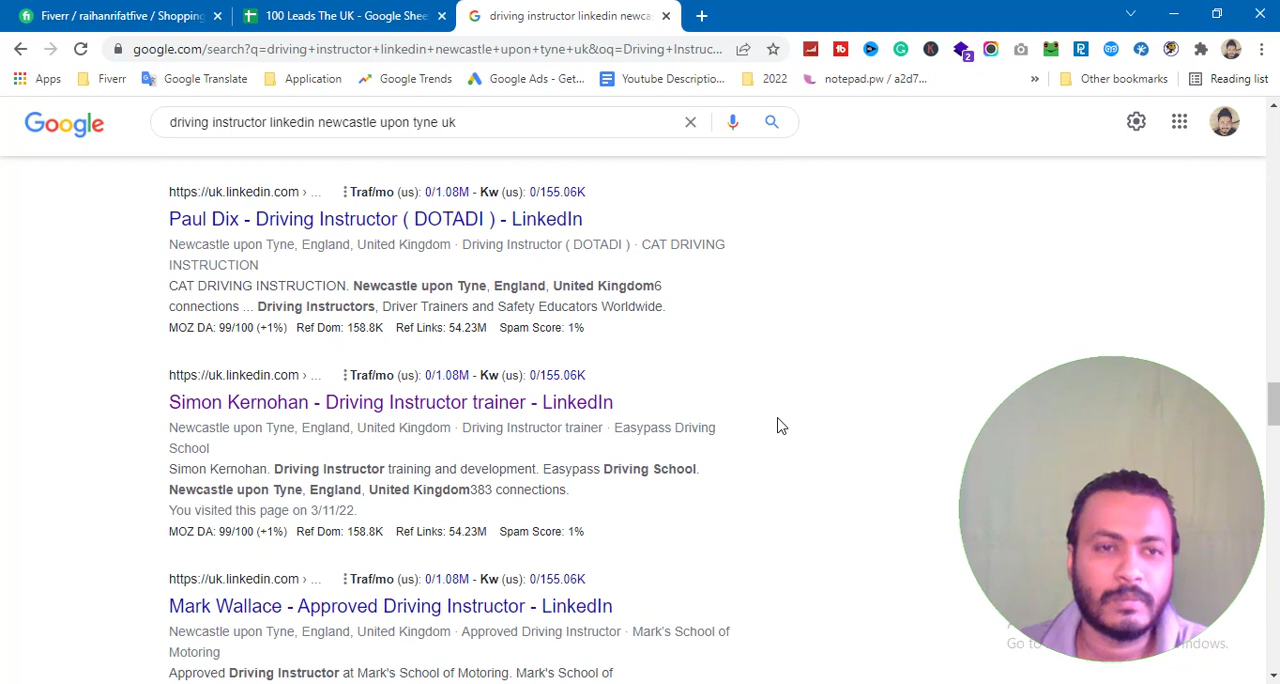 Fiverr / raihanrifatfive / Shopping
100 Leads The UK - Google Shee
driving instructor linkedin newca
google.com/search?q=driving+instructor+linkedin+newcastle+upon+tyne+uk&oq=Driving+Instruc...
Apps Fiverr Google Translate Application Google Trends Google Ads - Get... Youtube Description... 2022 notepad.pw / a2d7... » Other bookmarks Reading list
Google driving instructor linkedin newcastle upon tyne uk
https://uk.linkedin.com › ... Traf/mo (us): 0/1.08M - Kw (us): 0/155.06K
Paul Dix - Driving Instructor ( DOTADI ) - LinkedIn
Newcastle upon Tyne, England, United Kingdom · Driving Instructor ( DOTADI ) · CAT DRIVING
INSTRUCTION
CAT DRIVING INSTRUCTION. Newcastle upon Tyne, England, United Kingdom6
connections ... Driving Instructors, Driver Trainers and Safety Educators Worldwide.
MOZ DA: 99/100 (+1%) Ref Dom: 158.8K Ref Links: 54.23M Spam Score: 1%
https://uk.linkedin.com › ... Traf/mo (us): 0/1.08M - Kw (us): 0/155.06K
Simon Kernohan - Driving Instructor trainer - LinkedIn
Newcastle upon Tyne, England, United Kingdom · Driving Instructor trainer · Easypass Driving
School
Simon Kernohan. Driving Instructor training and development. Easypass Driving School.
Newcastle upon Tyne, England, United Kingdom383 connections.
You visited this page on 3/11/22.
MOZ DA: 99/100 (+1%) Ref Dom: 158.8K Ref Links: 54.23M Spam Score: 1%
https://uk.linkedin.com › ... Traf/mo (us): 0/1.08M - Kw (us): 0/155.06K
Mark Wallace - Approved Driving Instructor - LinkedIn
Newcastle upon Tyne, England, United Kingdom · Approved Driving Instructor · Mark's School of
Motoring
Approved Driving Instructor at Mark's School of Motoring. Mark's School of
Go to